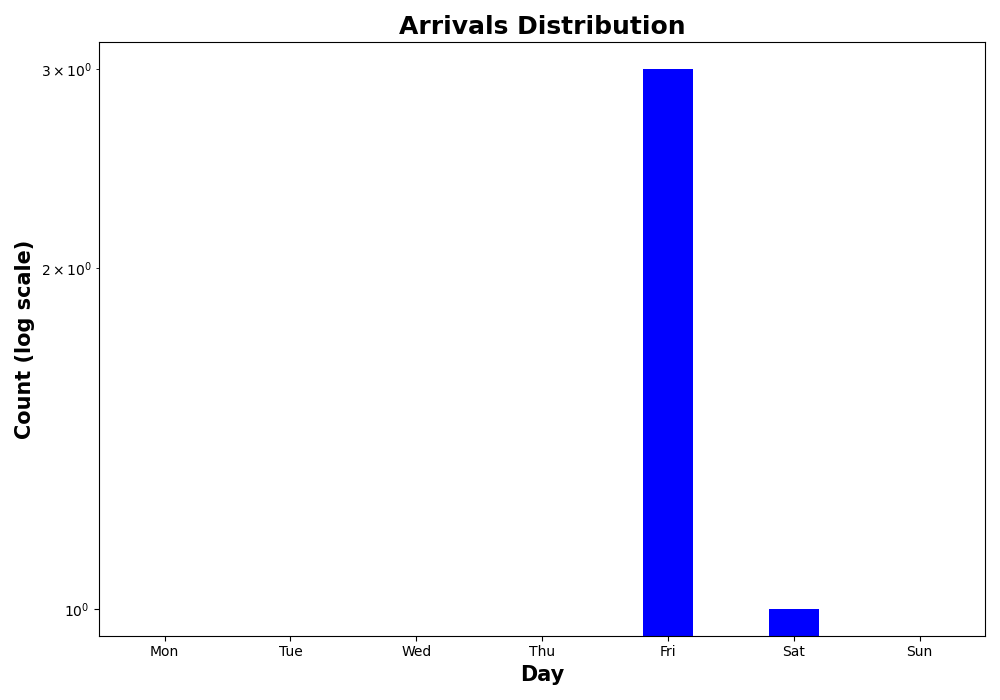 Arrivals Distribution
3 × 10⁰
2 × 10⁰
10⁰
Count (log scale)
Mon Tue Wed Thu Fri Sat Sun
Day